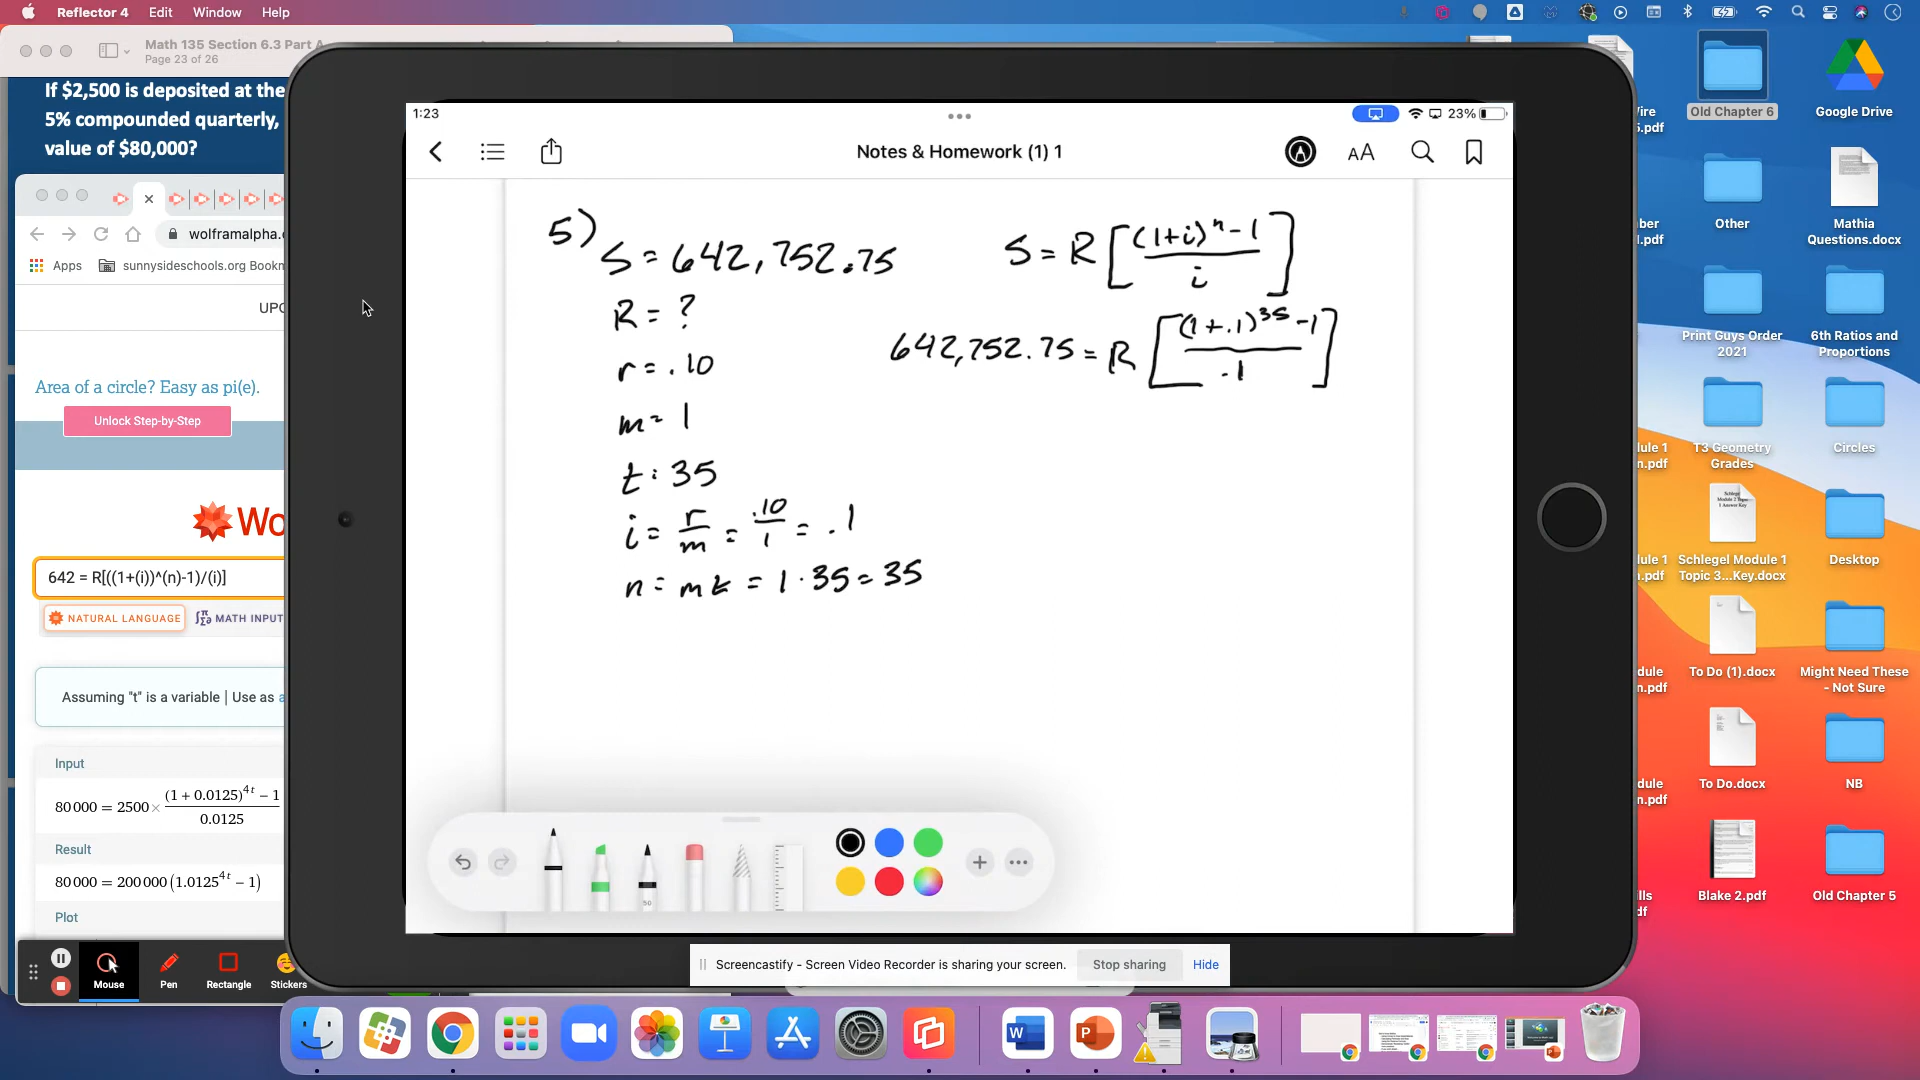 Reflector 4 Edit Window Help
Math 135 Section 6.3 Part A
Page 23 of 26
If $2,500 is deposited at the
5% compounded quarterly,
value of $80,000?
wolframalpha.
Apps sunnysideschools.org Bookn
UPG
Area of a circle? Easy as pi(e).
Unlock Step-by-Step
Wo
642 = R[((1+(i))^(n)-1)/(i)]
NATURAL LANGUAGE MATH INPUT
Assuming "t" is a variable | Use as a
Input
80000 = 2500 × ((1 + 0.0125)^{4t} − 1)/0.0125
Result
80000 = 200000 (1.0125^{4t} − 1)
Plot
Mouse Pen Rectangle Stickers
1:23 23%
Notes & Homework (1) 1
AA
5)
S = 642,752.75
R = ?
r = .10
m = 1
t = 35
i = r/m = .10/1 = .1
n = mt = 1 · 35 = 35
S = R [((1+i)^n - 1)/i]
642,752.75 = R [((1+.1)^35 - 1)/.1]
50
Screencastify - Screen Video Recorder is sharing your screen. Stop sharing Hide
Old Chapter 6
Google Drive
Other
Mathia
Questions.docx
Print Guys Order
2021
6th Ratios and
Proportions
T3 Geometry
Grades
Circles
Schlegel Module 1
Topic 3...Key.docx
Desktop
To Do (1).docx
Might Need These
- Not Sure
To Do.docx
NB
Blake 2.pdf
Old Chapter 5